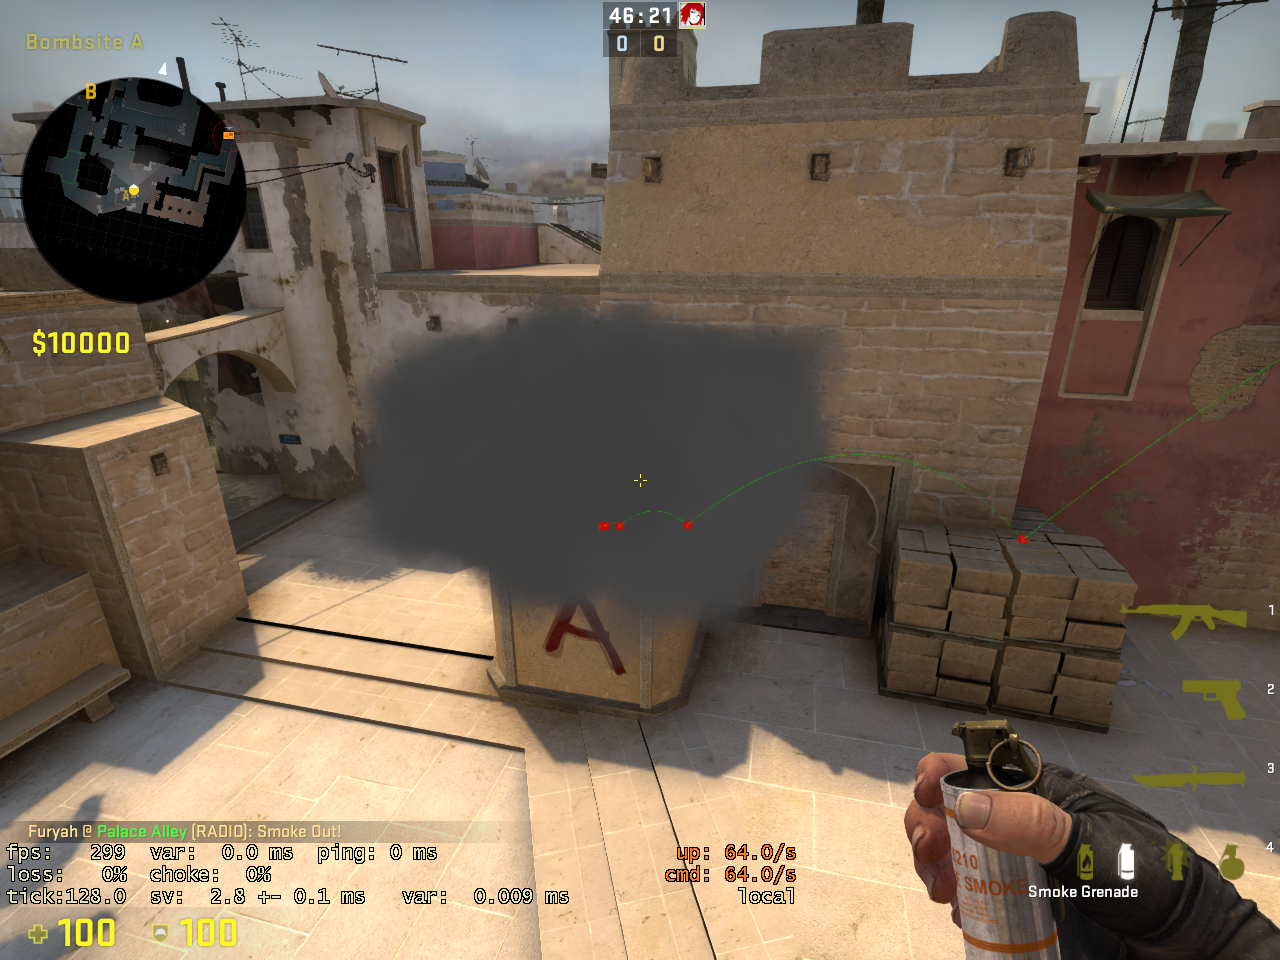 Bombsite A
46:21
0 0
B
A
$10000
A
1
2
3
4
Furyah @ Palace Alley (RADIO): Smoke Out!
fps: 299 var: 0.0 ms ping: 0 ms
loss: 0% choke: 0%
tick:128.0 sv: 2.8 +- 0.1 ms var: 0.009 ms
up: 64.0/s
cmd: 64.0/s
local
210
SMOKE
Smoke Grenade
100 100